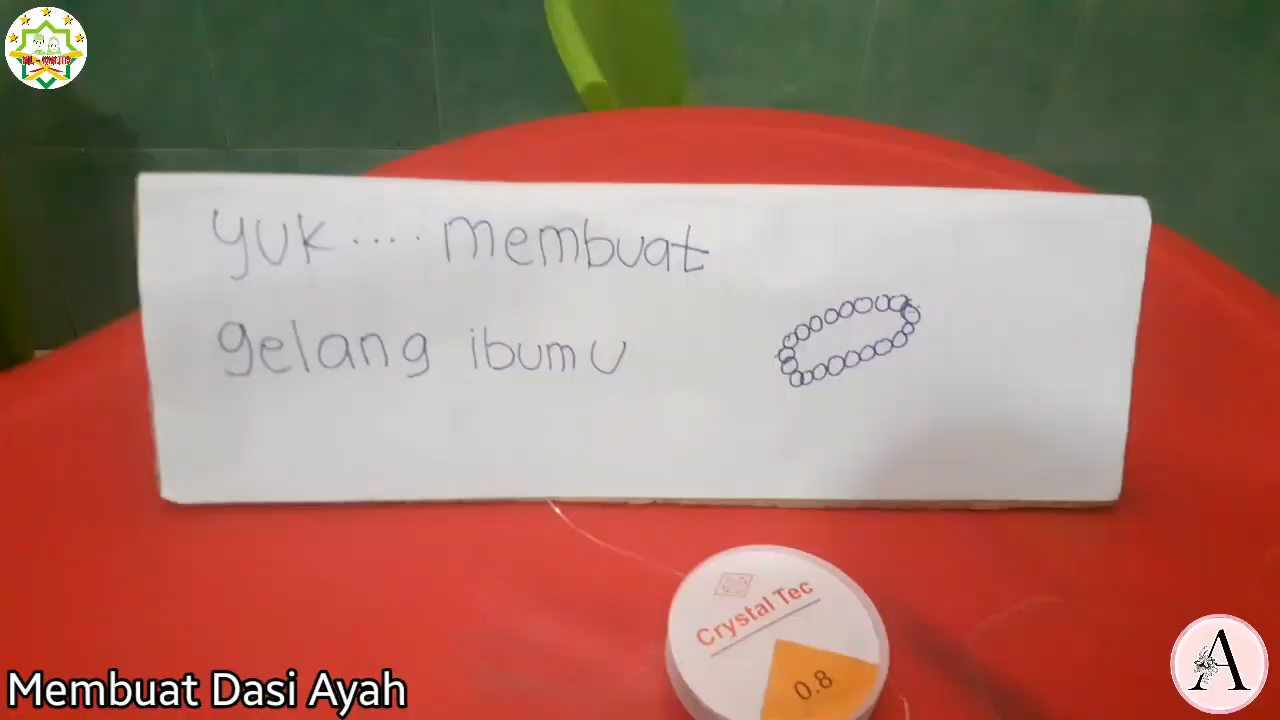 yuk.... membuat
gelang ibumu
Crystal Tec
0.8
Membuat Dasi Ayah
A